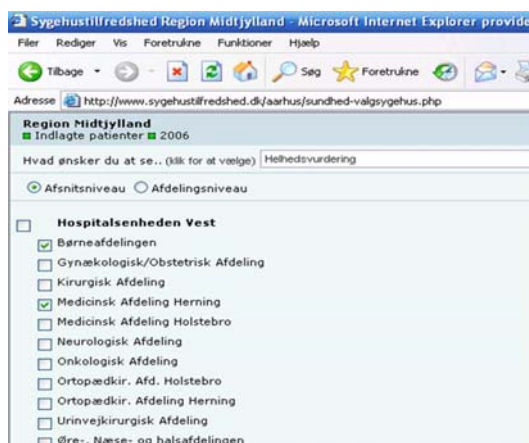 Sygehustilfredshed Region Midtjylland - Microsoft Internet Explorer provide
Filer Rediger Vis Foretrukne Funktioner Hjælp
Tilbage Søg Foretrukne
Adresse http://www.sygehustilfredshed.dk/aarhus/sundhed-valgsygehus.php
Region Midtjylland
Indlagte patienter 2006
Hvad ønsker du at se.. (klik for at vælge) Helhedsvurdering
Afsnitsniveau Afdelingsniveau
Hospitalsenheden Vest
Børneafdelingen
Gynækologisk/Obstetrisk Afdeling
Kirurgisk Afdeling
Medicinsk Afdeling Herning
Medicinsk Afdeling Holstebro
Neurologisk Afdeling
Onkologisk Afdeling
Ortopædkir. Afd. Holstebro
Ortopædkir. Afdeling Herning
Urinvejkirurgisk Afdeling
Øre-, Næse- og halsafdelingen